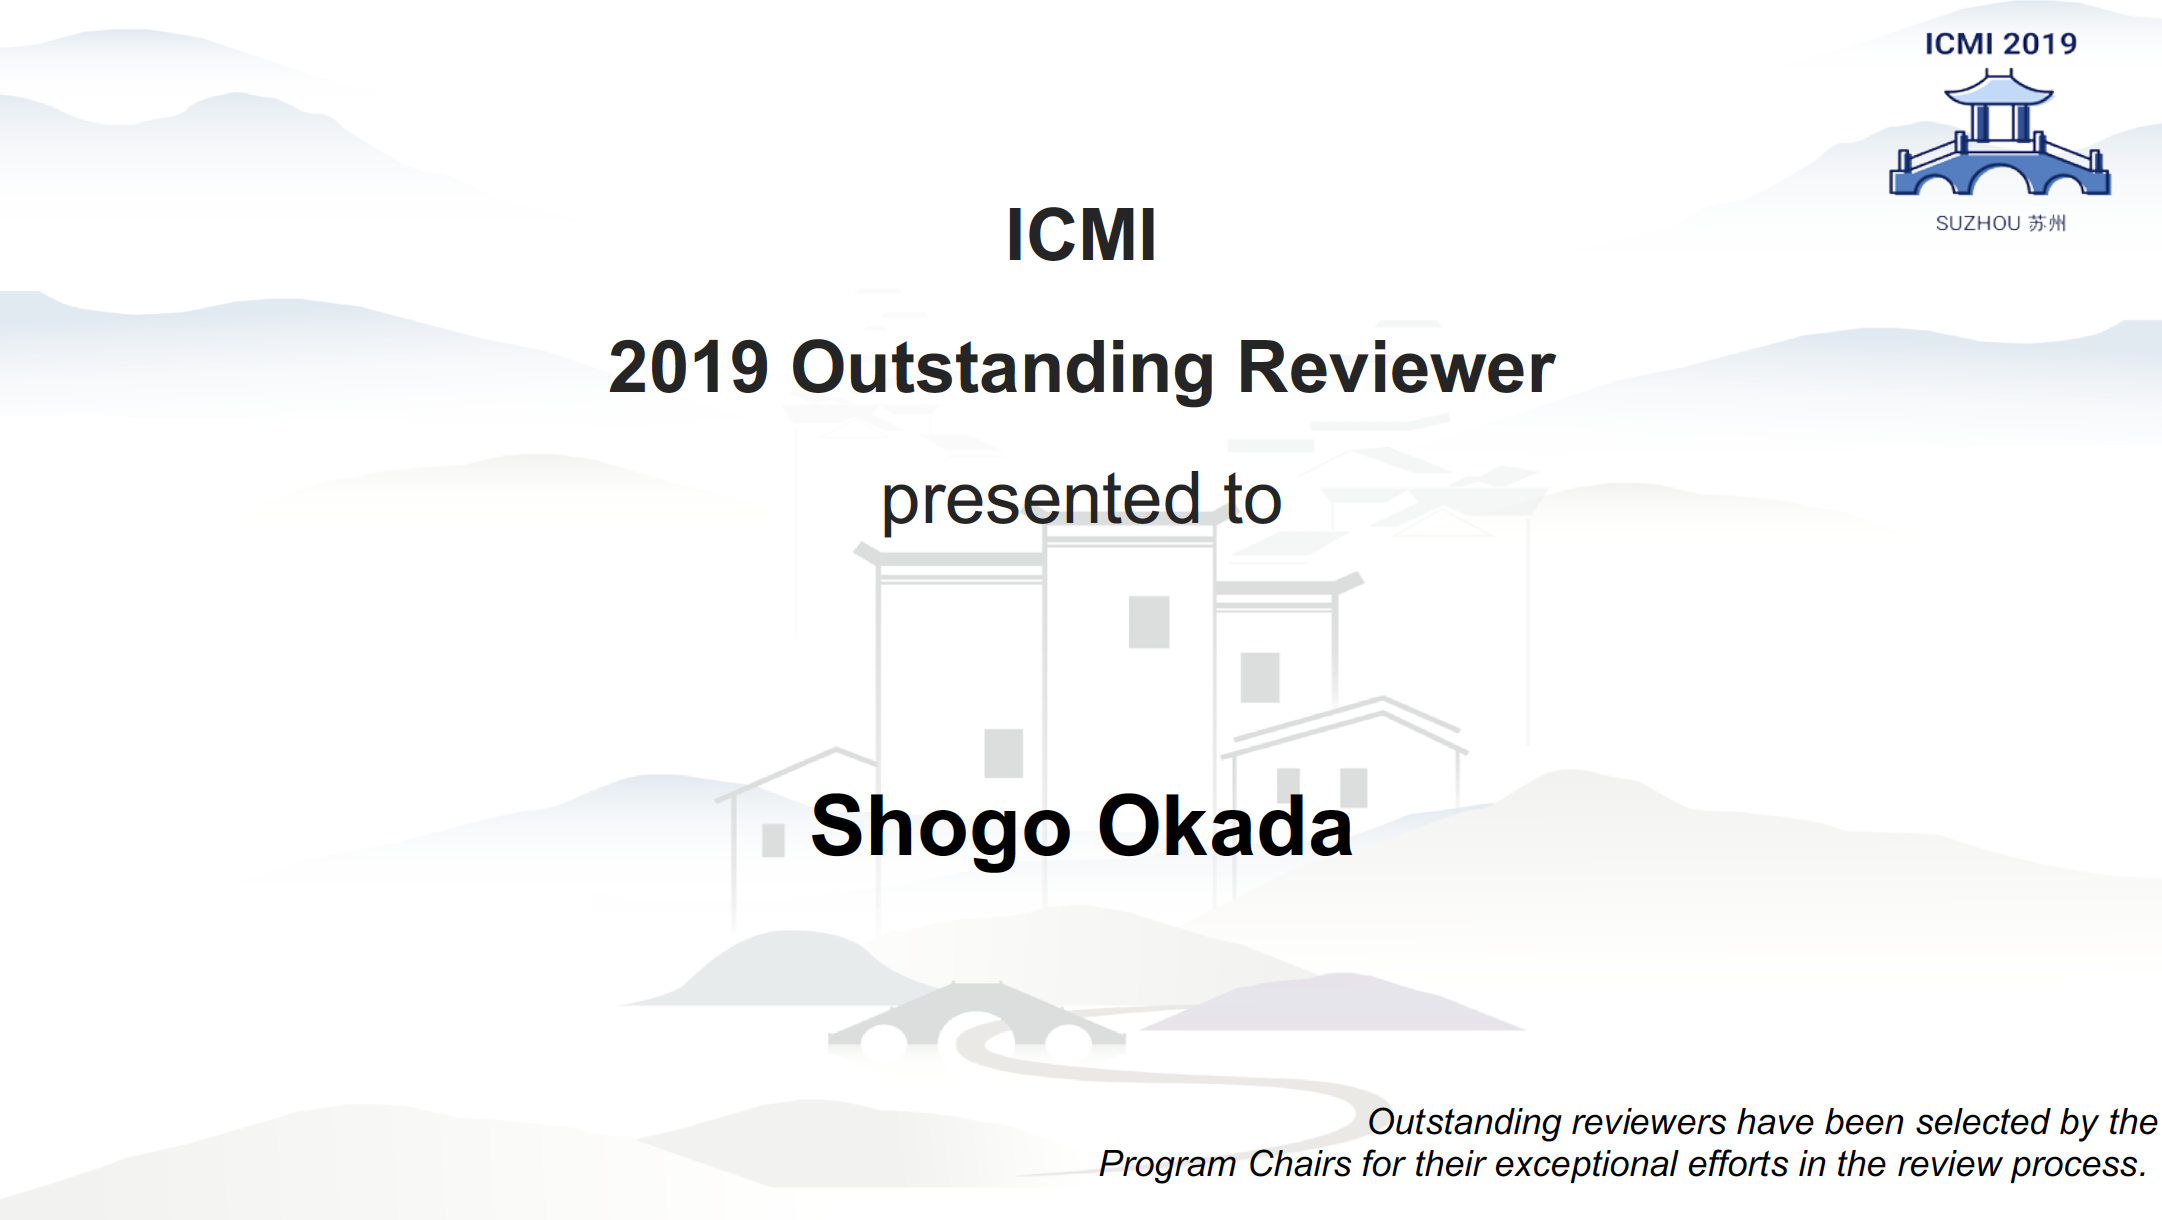 ICMI 2019
SUZHOU 苏州
ICMI
2019 Outstanding Reviewer
presented to
Shogo Okada
Outstanding reviewers have been selected by the
Program Chairs for their exceptional efforts in the review process.